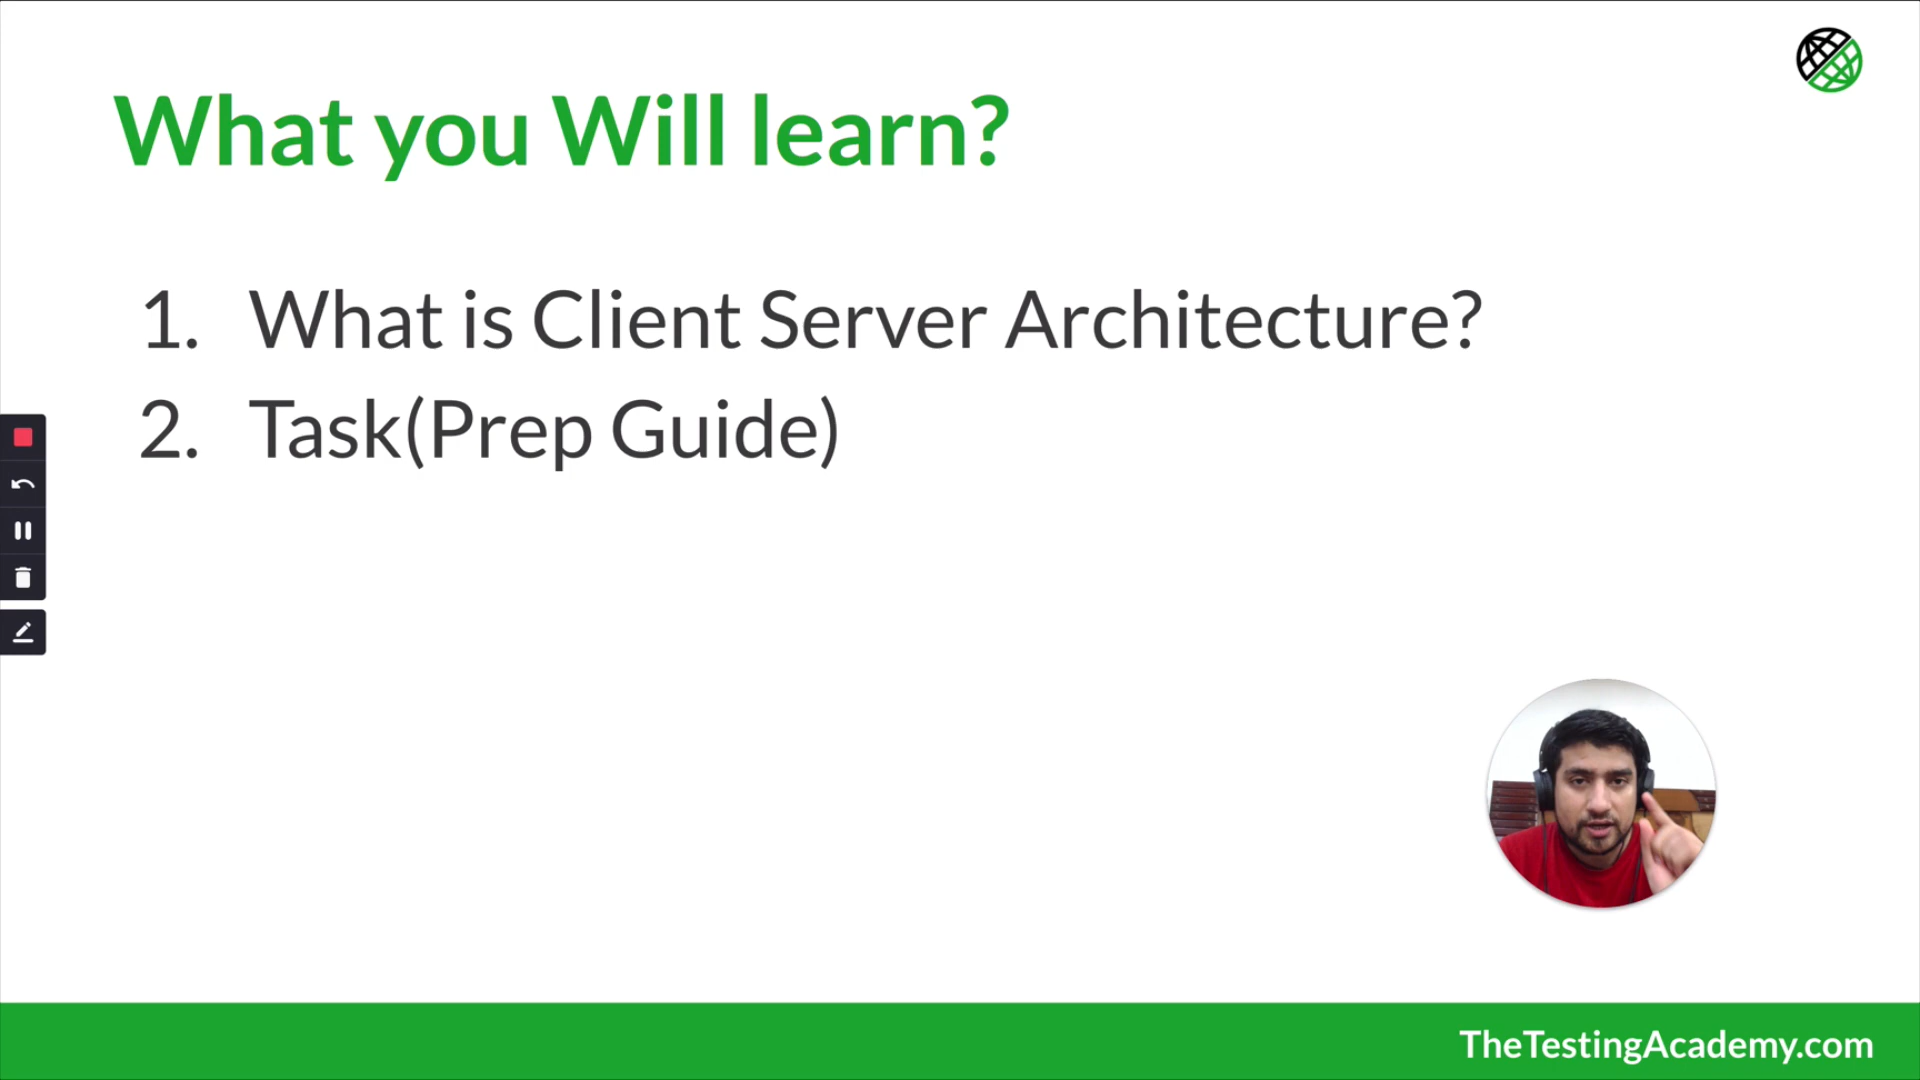 What you Will learn?
1. What is Client Server Architecture?
2. Task(Prep Guide)
TheTestingAcademy.com